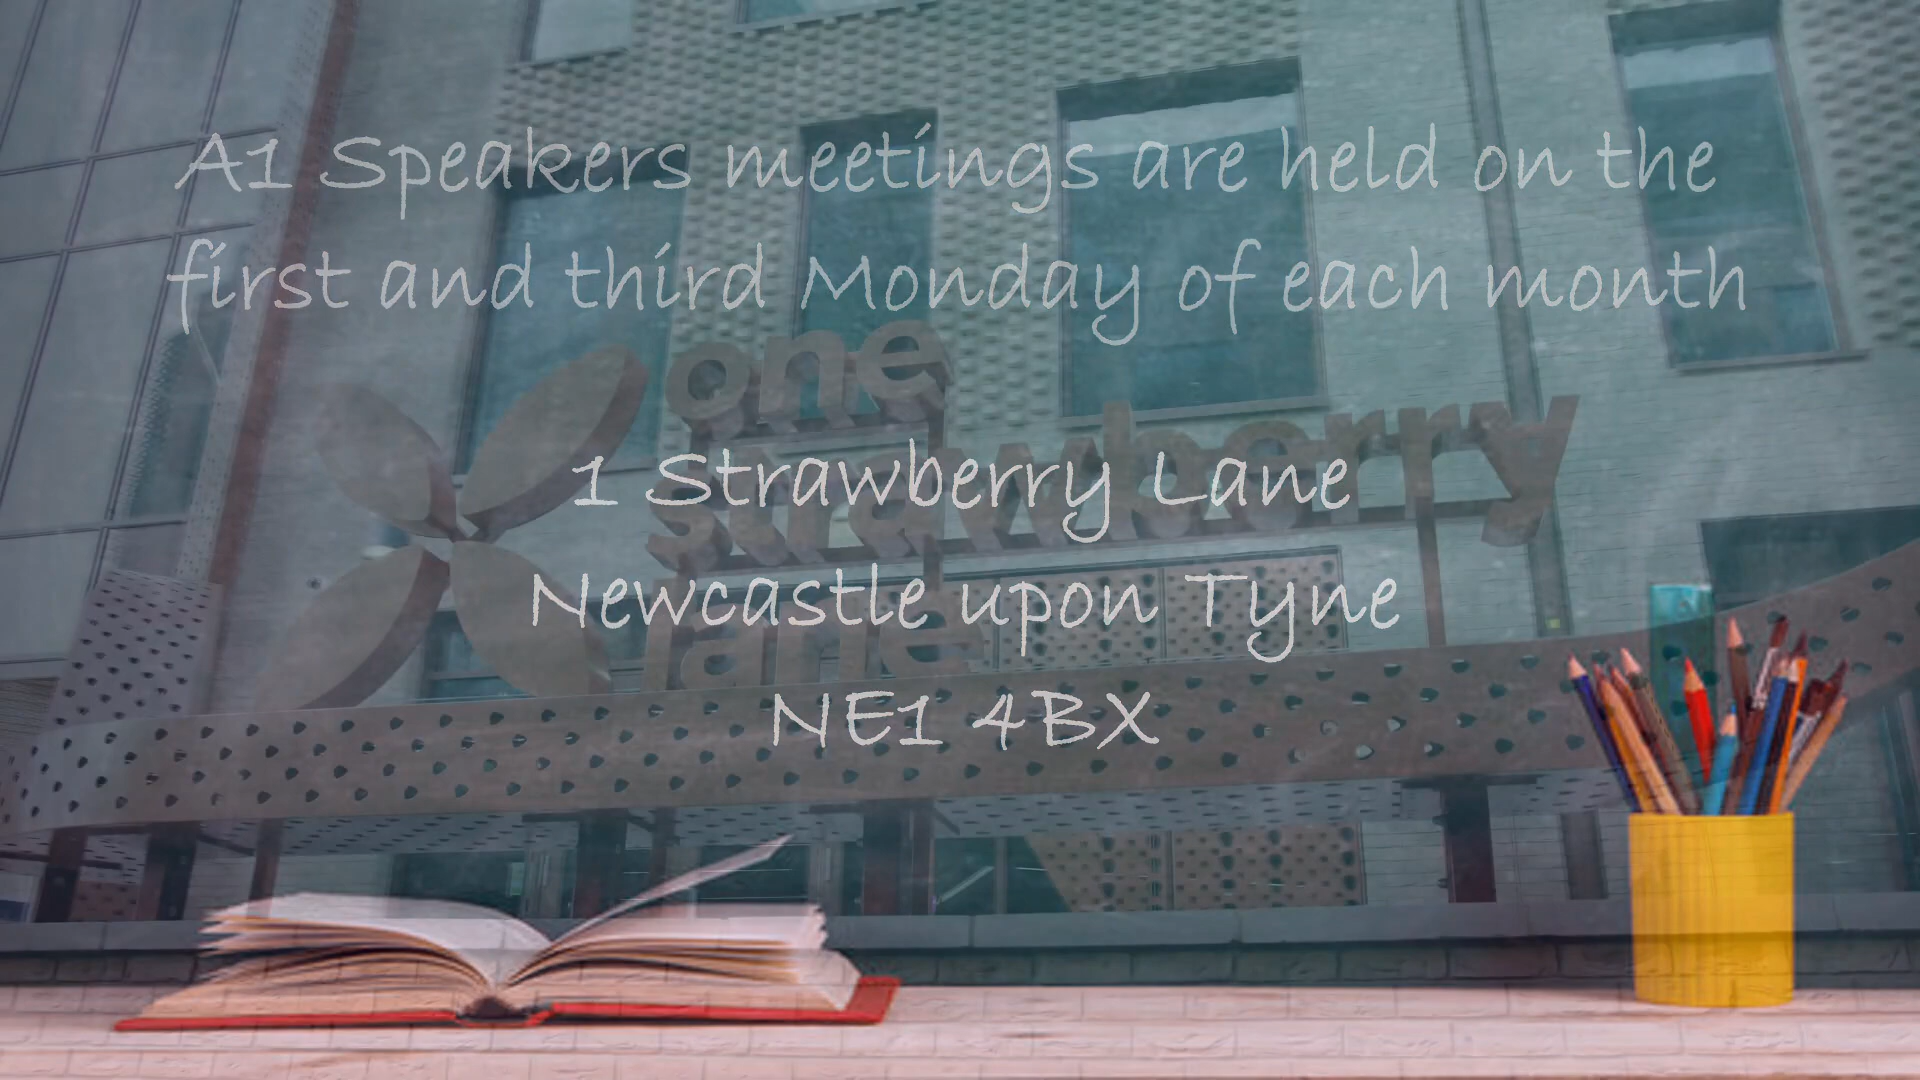 A1 Speakers meetings are held on the
first and third Monday of each month
one
strawberry
lane
1 Strawberry Lane
Newcastle upon Tyne
NE1 4BX